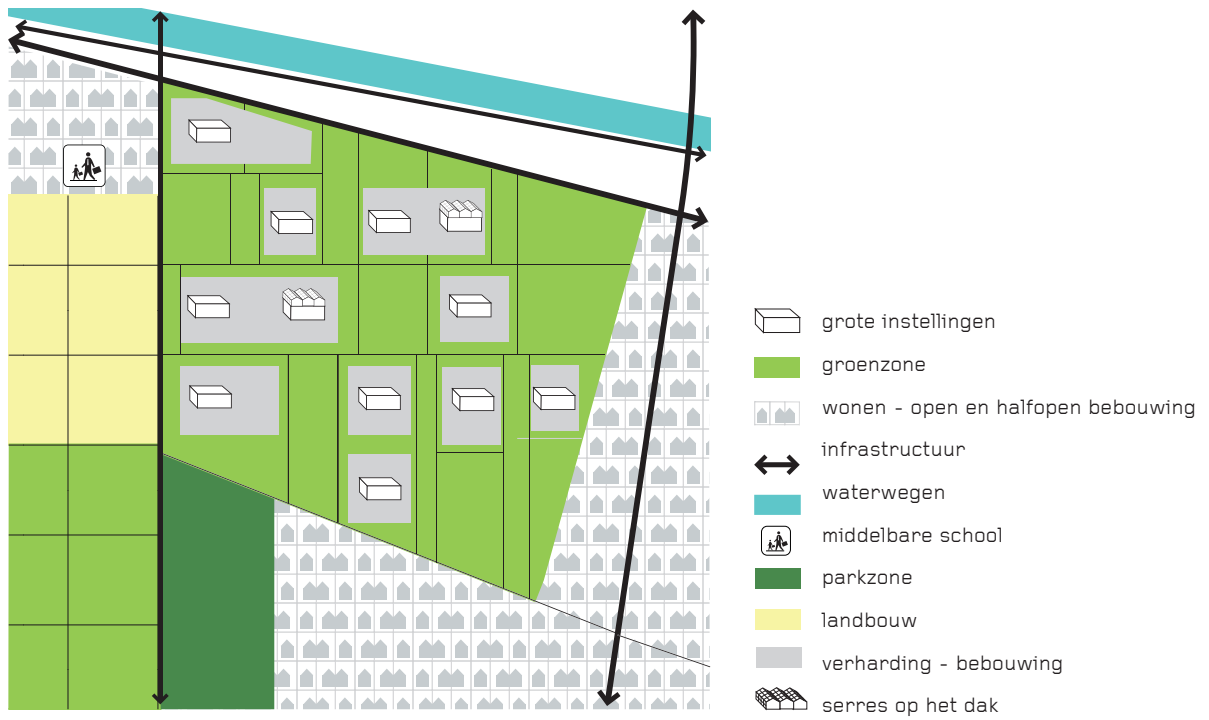 grote instellingen
groenzone
wonen - open en halfopen bebouwing
infrastructuur
waterwegen
middelbare school
parkzone
landbouw
verharding - bebouwing
serres op het dak